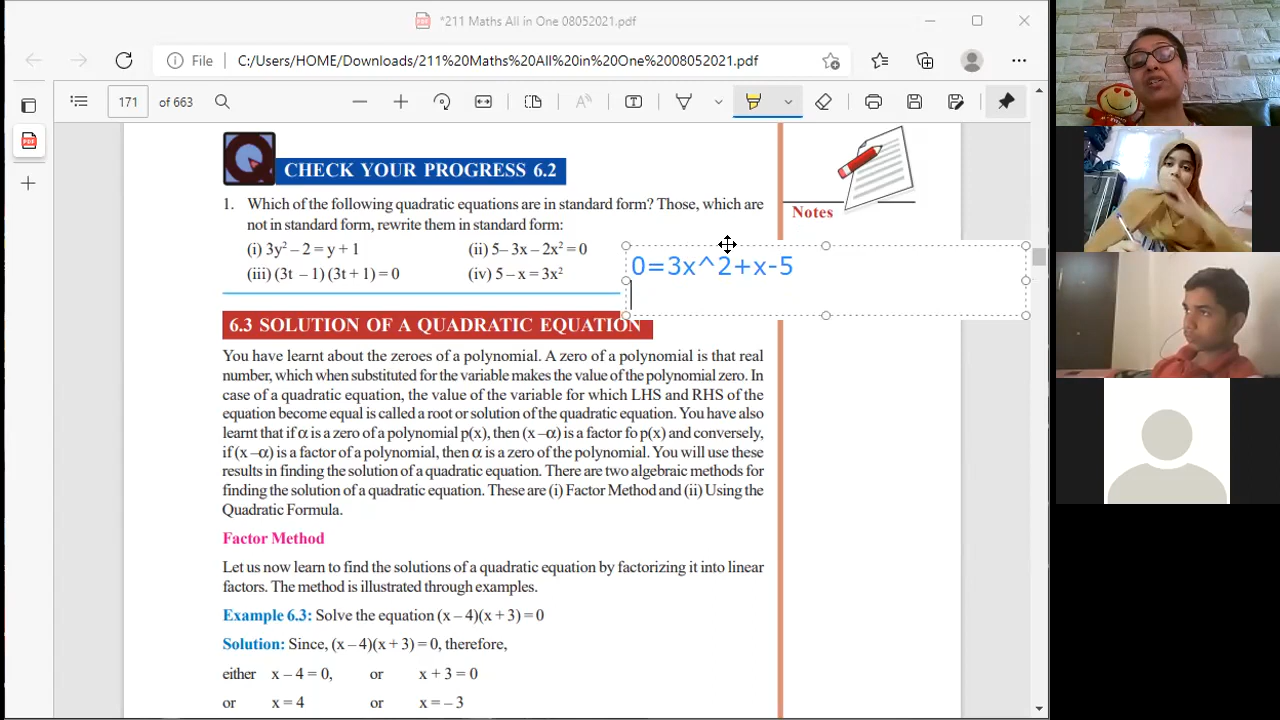 *211 Maths All in One 08052021.pdf
File C:/Users/HOME/Downloads/211%20Maths%20All%20in%20One%2008052021.pdf
171 of 663
CHECK YOUR PROGRESS 6.2
1. Which of the following quadratic equations are in standard form? Those, which are
not in standard form, rewrite them in standard form:
Notes
(i) 3y² – 2 = y + 1 (ii) 5 – 3x – 2x² = 0
(iii) (3t – 1) (3t + 1) = 0 (iv) 5 – x = 3x²
0=3x^2+x-5
6.3 SOLUTION OF A QUADRATIC EQUATION
You have learnt about the zeroes of a polynomial. A zero of a polynomial is that real
number, which when substituted for the variable makes the value of the polynomial zero. In
case of a quadratic equation, the value of the variable for which LHS and RHS of the
equation become equal is called a root or solution of the quadratic equation. You have also
learnt that if α is a zero of a polynomial p(x), then (x –α) is a factor fo p(x) and conversely,
if (x –α) is a factor of a polynomial, then α is a zero of the polynomial. You will use these
results in finding the solution of a quadratic equation. There are two algebraic methods for
finding the solution of a quadratic equation. These are (i) Factor Method and (ii) Using the
Quadratic Formula.
Factor Method
Let us now learn to find the solutions of a quadratic equation by factorizing it into linear
factors. The method is illustrated through examples.
Example 6.3: Solve the equation (x – 4)(x + 3) = 0
Solution: Since, (x – 4)(x + 3) = 0, therefore,
either x – 4 = 0, or x + 3 = 0
or x = 4 or x = – 3